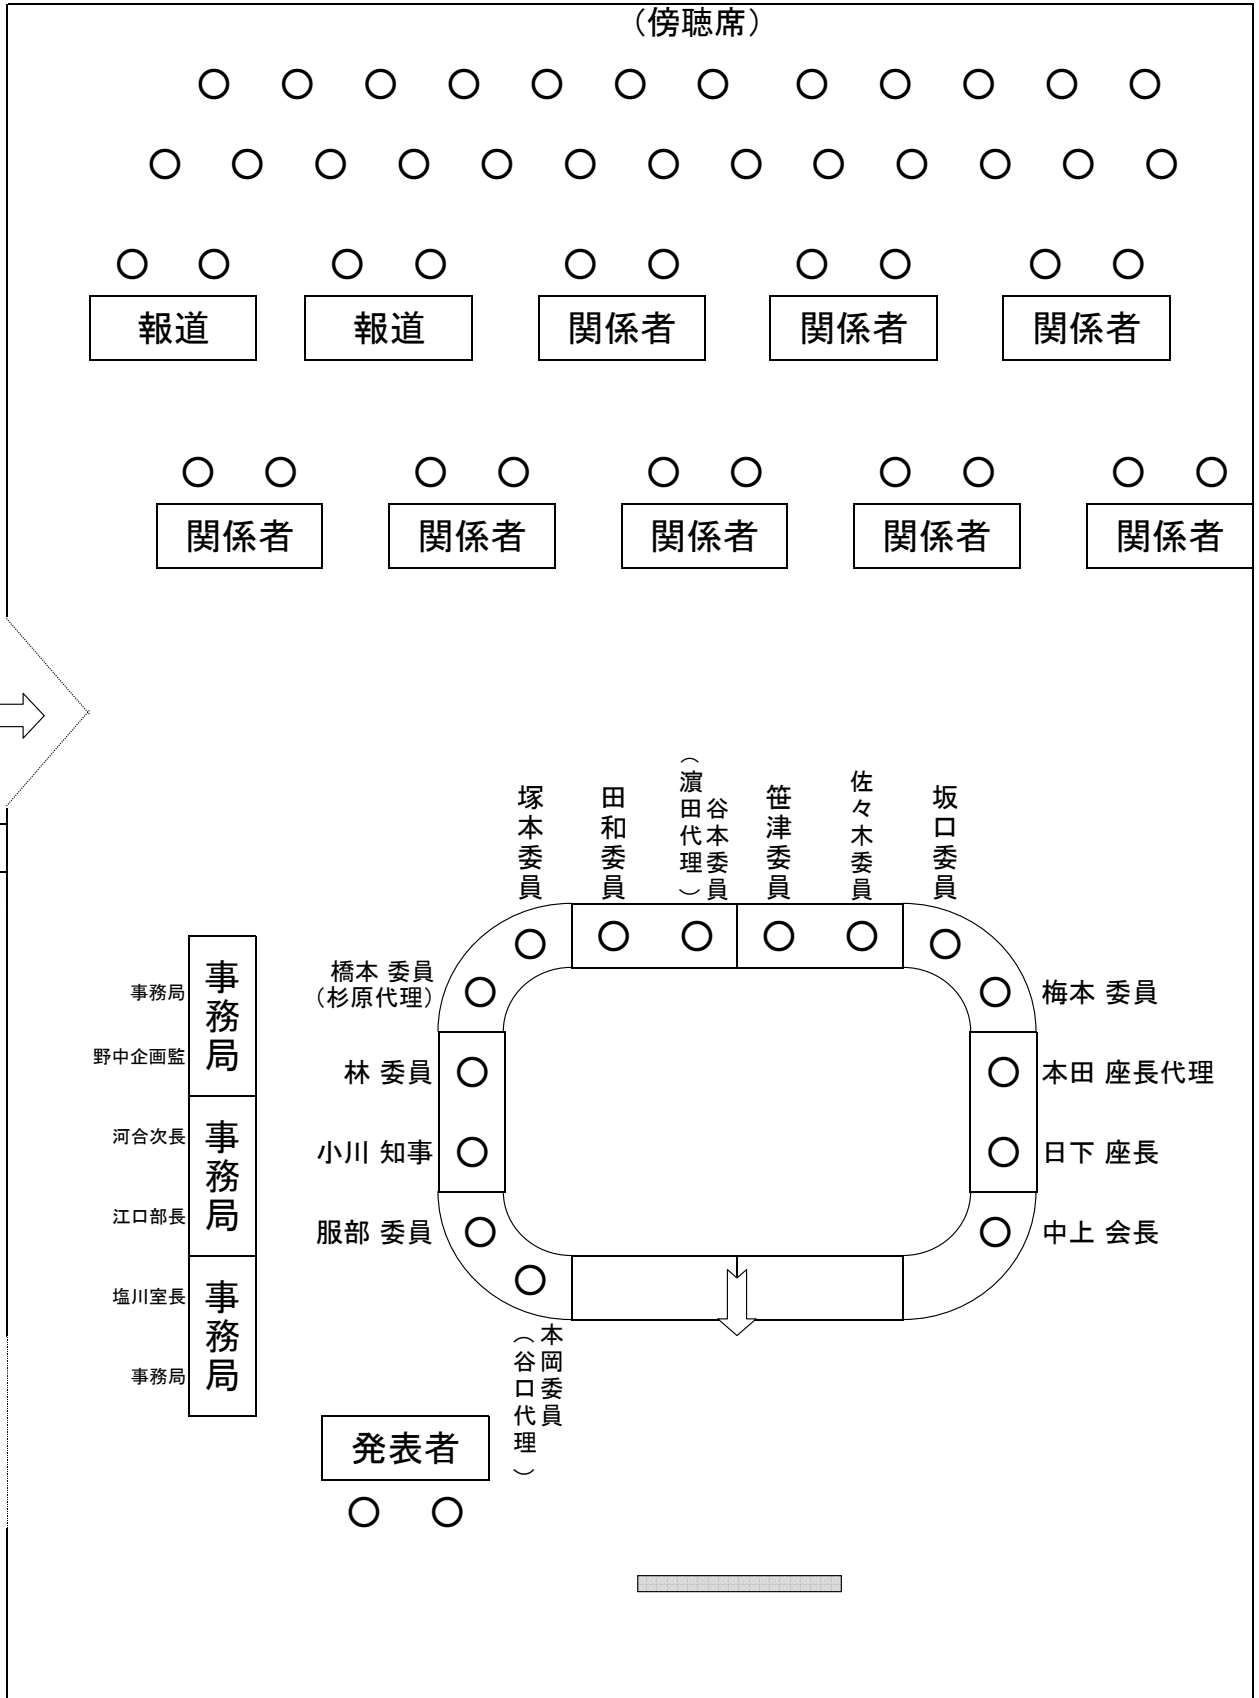 （傍聴席）
報道
報道
関係者
関係者
関係者
関係者
関係者
関係者
関係者
関係者
塚本委員
田和委員
谷本委員
（濵田代理）
笹津委員
佐々木委員
坂口委員
橋本 委員
（杉原代理）
林 委員
小川 知事
服部 委員
本岡委員
（谷口代理）
梅本 委員
本田 座長代理
日下 座長
中上 会長
事務局
野中企画監
河合次長
江口部長
塩川室長
事務局
事務局
事務局
事務局
発表者